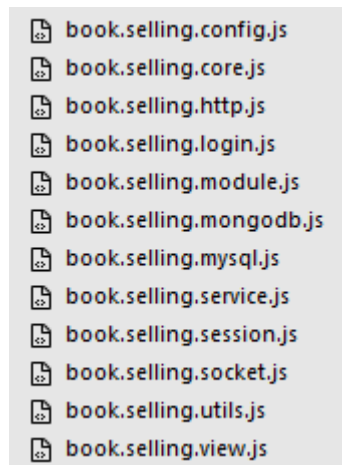 book.selling.config.js
book.selling.core.js
book.selling.http.js
book.selling.login.js
book.selling.module.js
book.selling.mongodb.js
book.selling.mysql.js
book.selling.service.js
book.selling.session.js
book.selling.socket.js
book.selling.utils.js
book.selling.view.js